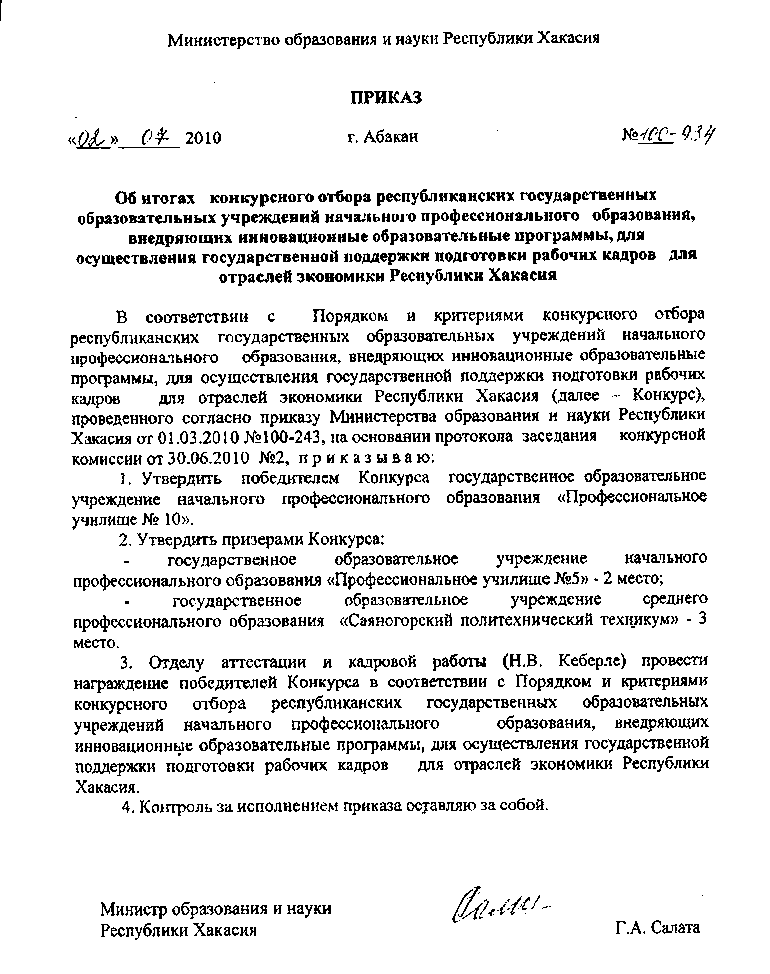 Министерство образования и науки Республики Хакасия
ПРИКАЗ
«02» 07 2010 г. Абакан №100-934
Об итогах конкурсного отбора республиканских государственных
образовательных учреждений начального профессионального образования,
внедряющих инновационные образовательные программы, для
осуществления государственной поддержки подготовки рабочих кадров для
отраслей экономики Республики Хакасия
В соответствии с Порядком и критериями конкурсного отбора
республиканских государственных образовательных учреждений начального
профессионального образования, внедряющих инновационные образовательные
программы, для осуществления государственной поддержки подготовки рабочих
кадров для отраслей экономики Республики Хакасия (далее – Конкурс),
проведенного согласно приказу Министерства образования и науки Республики
Хакасия от 01.03.2010 №100-243, на основании протокола заседания конкурсной
комиссии от 30.06.2010 №2, п р и к а з ы в а ю:
1. Утвердить победителем Конкурса государственное образовательное
учреждение начального профессионального образования «Профессиональное
училище № 10».
2. Утвердить призерами Конкурса:
- государственное образовательное учреждение начального
профессионального образования «Профессиональное училище №5» - 2 место;
- государственное образовательное учреждение среднего
профессионального образования «Саяногорский политехнический техникум» - 3
место.
3. Отделу аттестации и кадровой работы (Н.В. Кеберле) провести
награждение победителей Конкурса в соответствии с Порядком и критериями
конкурсного отбора республиканских государственных образовательных
учреждений начального профессионального образования, внедряющих
инновационные образовательные программы, для осуществления государственной
поддержки подготовки рабочих кадров для отраслей экономики Республики
Хакасия.
4. Контроль за исполнением приказа оставляю за собой.
Министр образования и науки
Республики Хакасия Г.А. Салата